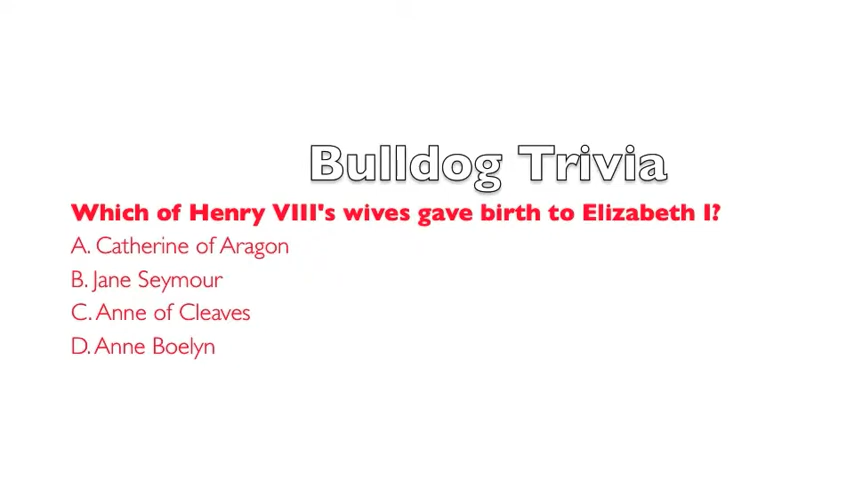 Bulldog Trivia
Which of Henry VIII's wives gave birth to Elizabeth I?
A. Catherine of Aragon
B. Jane Seymour
C. Anne of Cleaves
D. Anne Boelyn